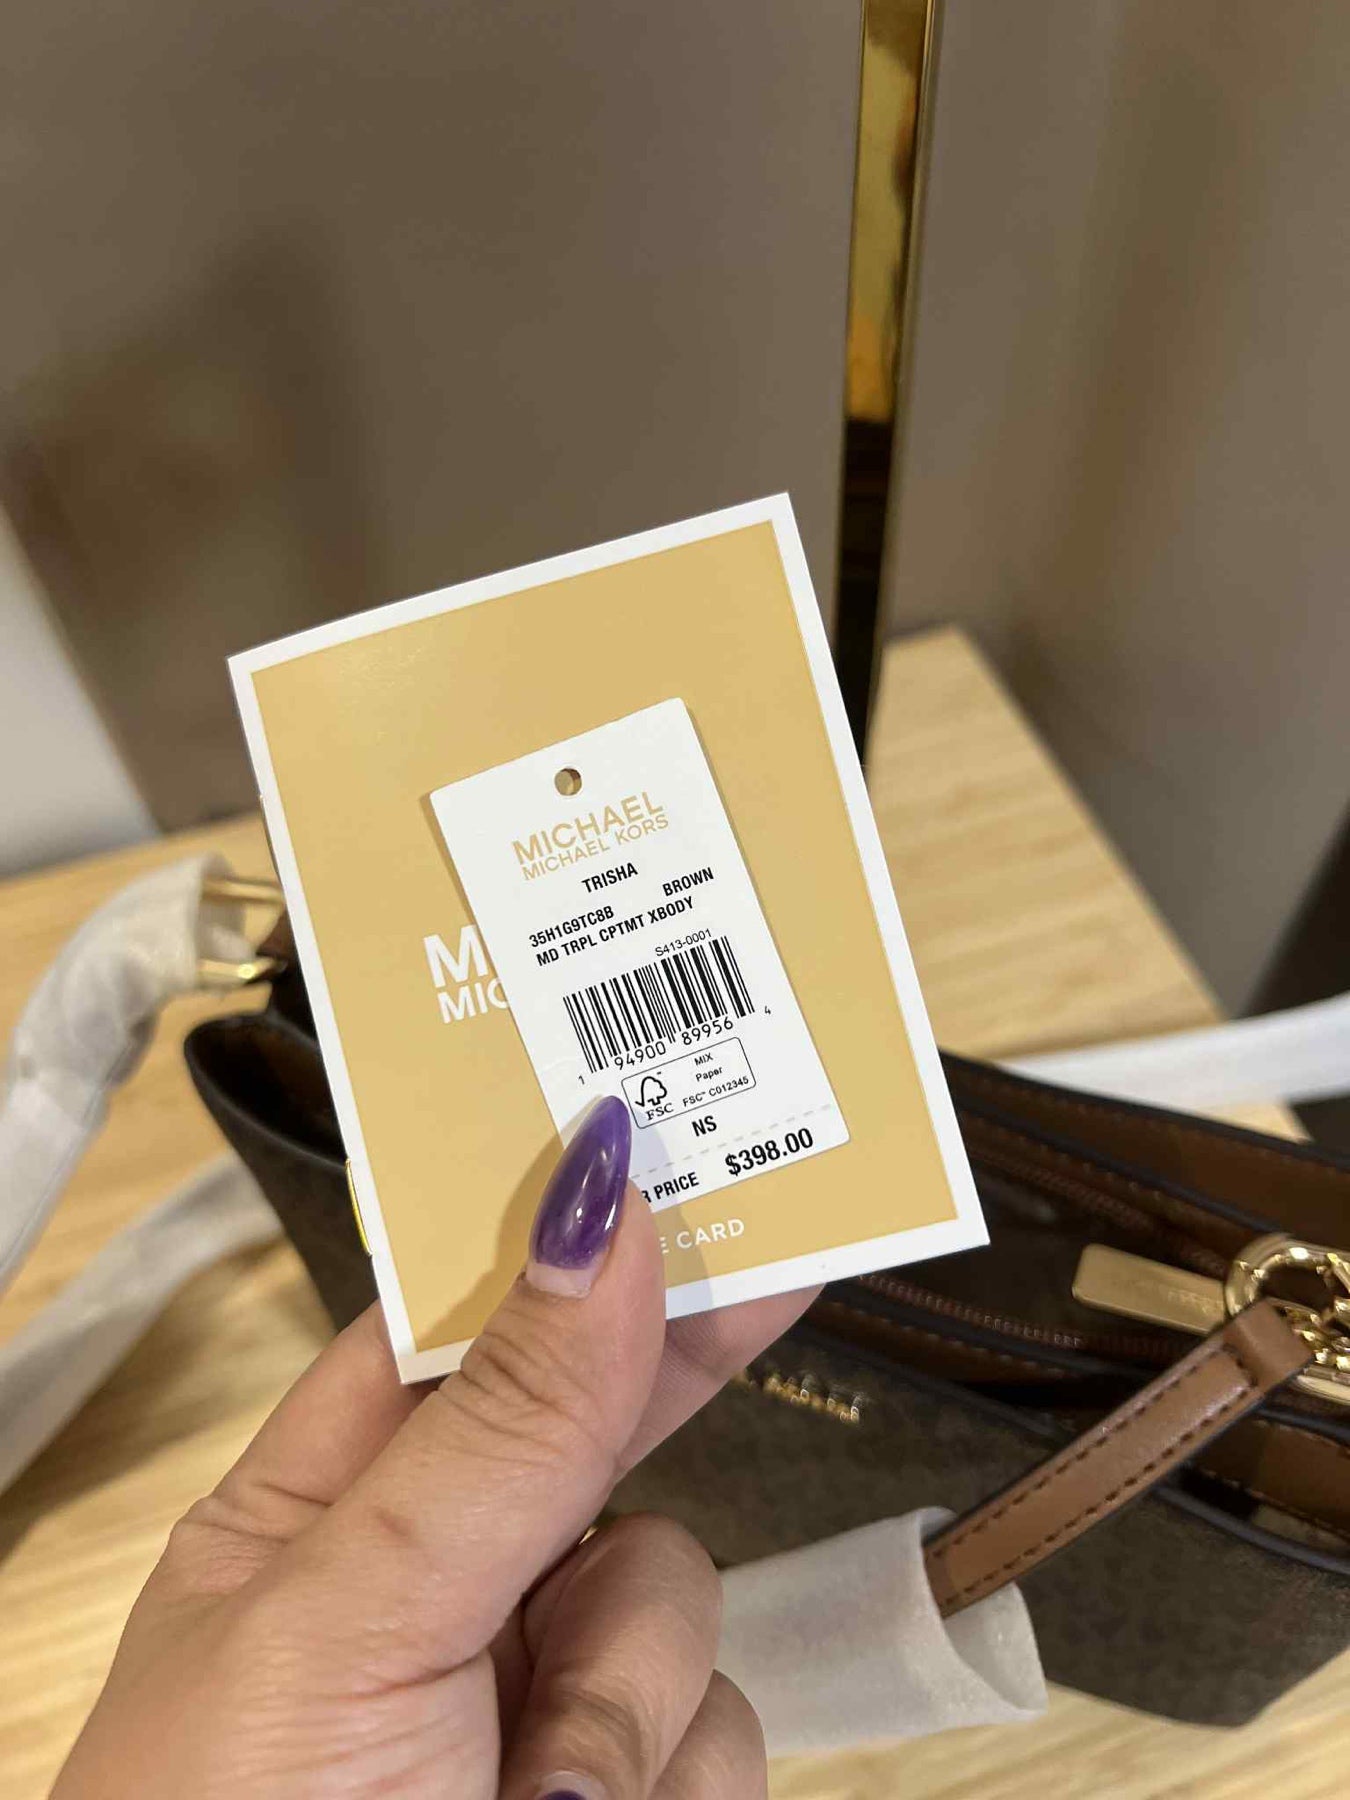 MICHAEL
MICHAEL KORS
TRISHA
35H1G9TC8B BROWN
MD TRPL CPTMT XBODY
S413-0001
1 94900 89956 4
FSC
MIX
Paper
FSC™ C012345
NS
R PRICE $398.00
M
MIC
E CARD